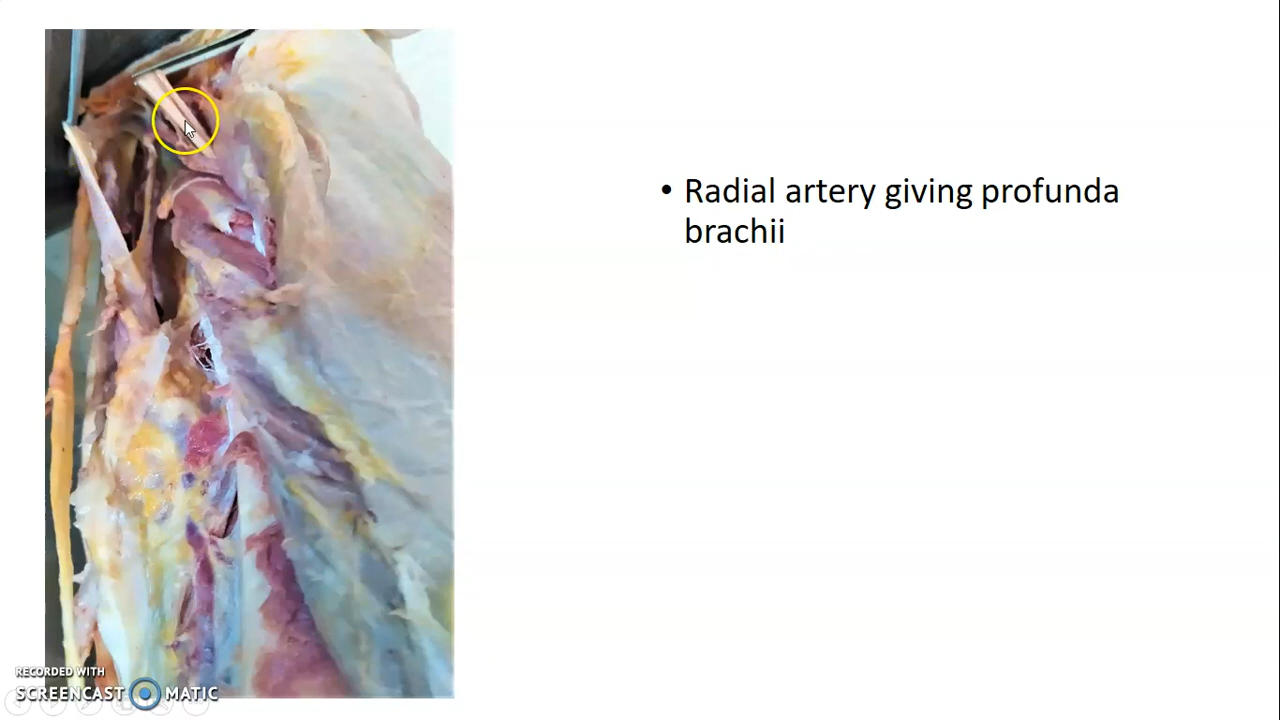 • Radial artery giving profunda
brachii
RECORDED WITH
SCREENCAST MATIC